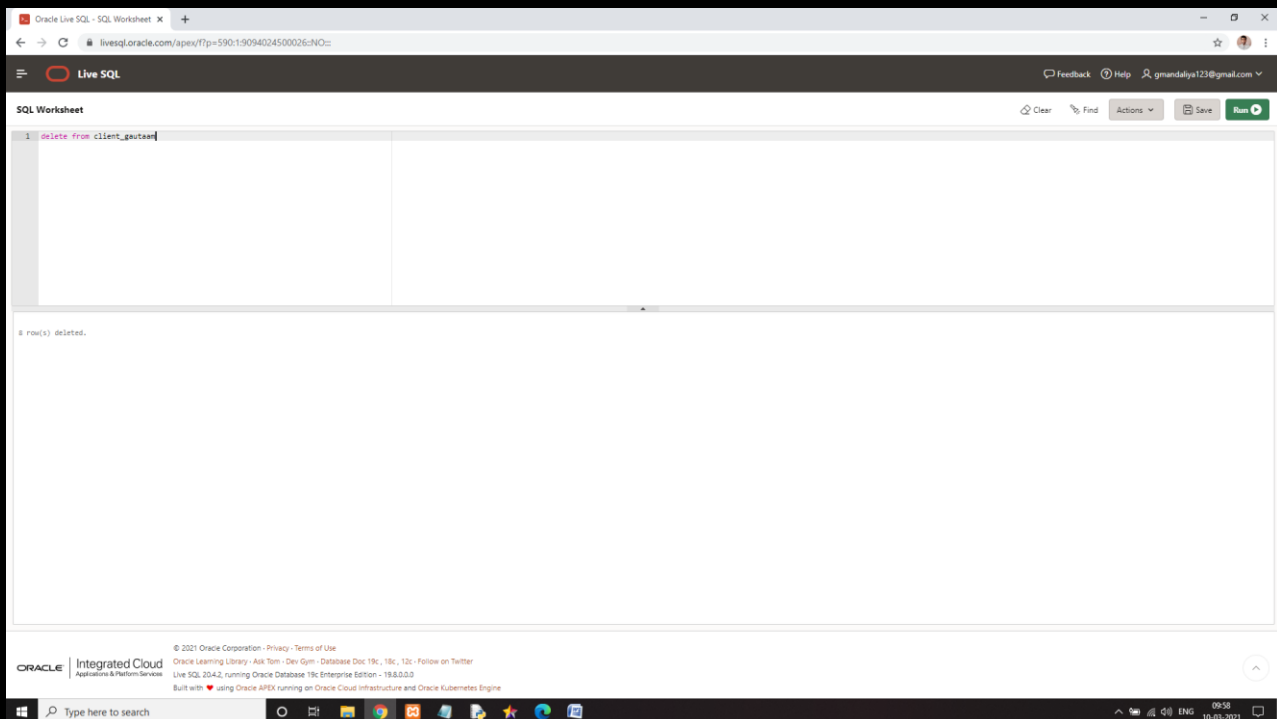 Oracle Live SQL - SQL Worksheet
livesql.oracle.com/apex/f?p=590:1:9094024500026::NO:::
Live SQL
Feedback Help gmandaliya123@gmail.com
SQL Worksheet
Clear Find Actions Save Run
1 delete from client_gautaam
8 row(s) deleted.
© 2021 Oracle Corporation - Privacy - Terms of Use
ORACLE Integrated Cloud
Applications & Platform Services
Oracle Learning Library - Ask Tom - Dev Gym - Database Doc 19c, 18c, 12c - Follow on Twitter
Live SQL 20.4.2, running Oracle Database 19c Enterprise Edition - 19.8.0.0.0
Built with ❤ using Oracle APEX running on Oracle Cloud Infrastructure and Oracle Kubernetes Engine
Type here to search
ENG
09:58
10-03-2021